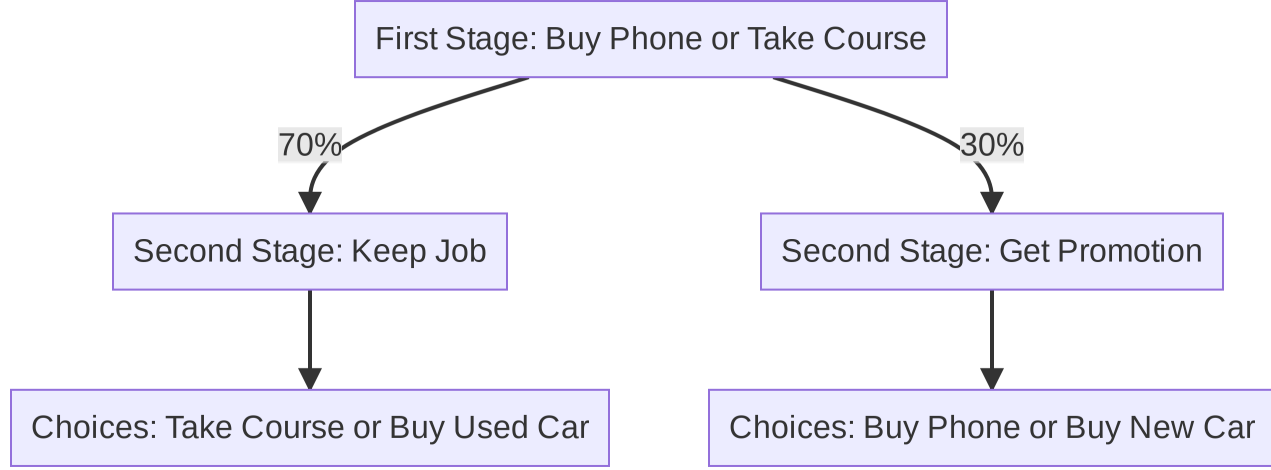 First Stage: Buy Phone or Take Course
70%
30%
Second Stage: Keep Job
Second Stage: Get Promotion
Choices: Take Course or Buy Used Car
Choices: Buy Phone or Buy New Car